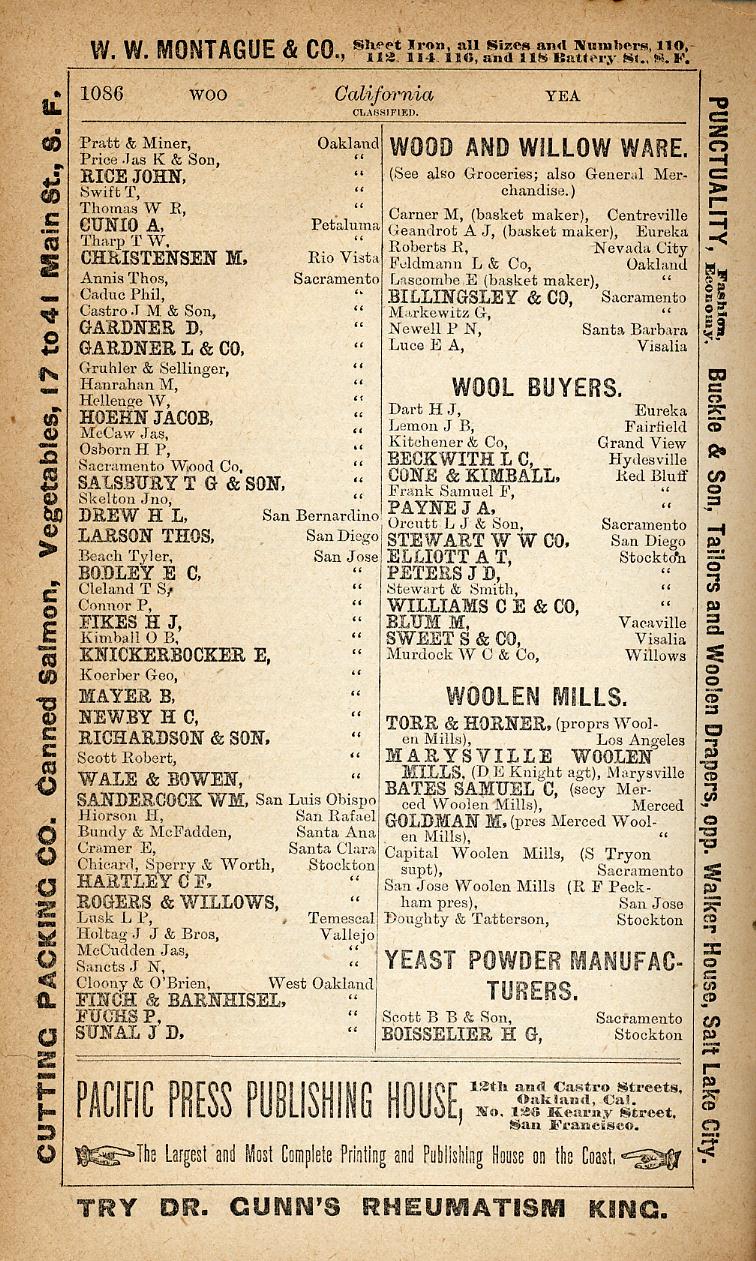 W. W. MONTAGUE & CO., Sheet Iron, all Sizes and Numbers, 110,
112, 114, 116, and 118 Battery St., S. F.
1086 WOO California YEA
CLASSIFIED.
Pratt & Miner, Oakland
Price Jas K & Son, “
RICE JOHN, “
Swift T, “
Thomas W R, “
CUNIO A, Petaluma
Tharp T W, “
CHRISTENSEN M, Rio Vista
Annis Thos, Sacramento
Caduc Phil, “
Castro J M & Son, “
GARDNER D, “
GARDNER L & CO, “
Gruhler & Sellinger, “
Hanrahan M, “
Hellenge W, “
HOEHN JACOB, “
McCaw Jas, “
Osborn H P, “
Sacramento Wood Co, “
SALSBURY T G & SON, “
Skelton Jno, “
DREW H L, San Bernardino
LARSON THOS, San Diego
Beach Tyler, San Jose
BODLEY E C, “
Cleland T S, “
Connor P, “
FIKES H J, “
Kimball O B, “
KNICKERBOCKER E, “
Koerber Geo, “
MAYER B, “
NEWBY H C, “
RICHARDSON & SON, “
Scott Robert, “
WALE & BOWEN, “
SANDERCOCK WM, San Luis Obispo
Hiorson H, San Rafael
Bundy & McFadden, Santa Ana
Cramer E, Santa Clara
Chicard, Sperry & Worth, Stockton
HARTLEY C F, “
ROGERS & WILLOWS, “
Lusk L P, Temescal
Holtag J J & Bros, Vallejo
McCudden Jas, “
Sancts J N, “
Cloony & O'Brien, West Oakland
FINCH & BARNHISEL, “
FUCHS P, “
SUNAL J D, “
WOOD AND WILLOW WARE.
(See also Groceries; also General Mer-
chandise.)
Carner M, (basket maker), Centreville
Geandrot A J, (basket maker), Eureka
Roberts R, Nevada City
Feldmann L & Co, Oakland
Lascombe E (basket maker), “
BILLINGSLEY & CO, Sacramento
Markewitz G, “
Newell P N, Santa Barbara
Luce E A, Visalia
WOOL BUYERS.
Dart H J, Eureka
Lemon J B, Fairfield
Kitchener & Co, Grand View
BECKWITH L C, Hydesville
CONE & KIMBALL, Red Bluff
Frank Samuel F, “
PAYNE J A, “
Orcutt L J & Son, Sacramento
STEWART W W CO, San Diego
ELLIOTT A T, Stockton
PETERS J D, “
Stewart & Smith, “
WILLIAMS C E & CO, “
BLUM M, Vacaville
SWEET S & CO, Visalia
Murdock W C & Co, Willows
WOOLEN MILLS.
TORR & HORNER, (proprs Wool-
en Mills), Los Angeles
MARYSVILLE WOOLEN
MILLS, (D E Knight agt), Marysville
BATES SAMUEL C, (secy Mer-
ced Woolen Mills), Merced
GOLDMAN M, (pres Merced Wool-
en Mills), “
Capital Woolen Mills, (S Tryon
supt), Sacramento
San Jose Woolen Mills (R F Peck-
ham pres), San Jose
Doughty & Tatterson, Stockton
YEAST POWDER MANUFAC-
TURERS.
Scott B B & Son, Sacramento
BOISSELIER H G, Stockton
PACIFIC PRESS PUBLISHING HOUSE, 12th and Castro Streets,
Oakland, Cal.
No. 126 Kearny Street,
San Francisco.
The Largest and Most Complete Printing and Publishing House on the Coast.
TRY DR. GUNN'S RHEUMATISM KING.
CUTTING PACKING CO. Canned Salmon, Vegetables, 17 to 41 Main St., S. F.
PUNCTUALITY, Fashion, Economy. Buckle & Son, Tailors and Woolen Drapers, opp. Walker House, Salt Lake City.